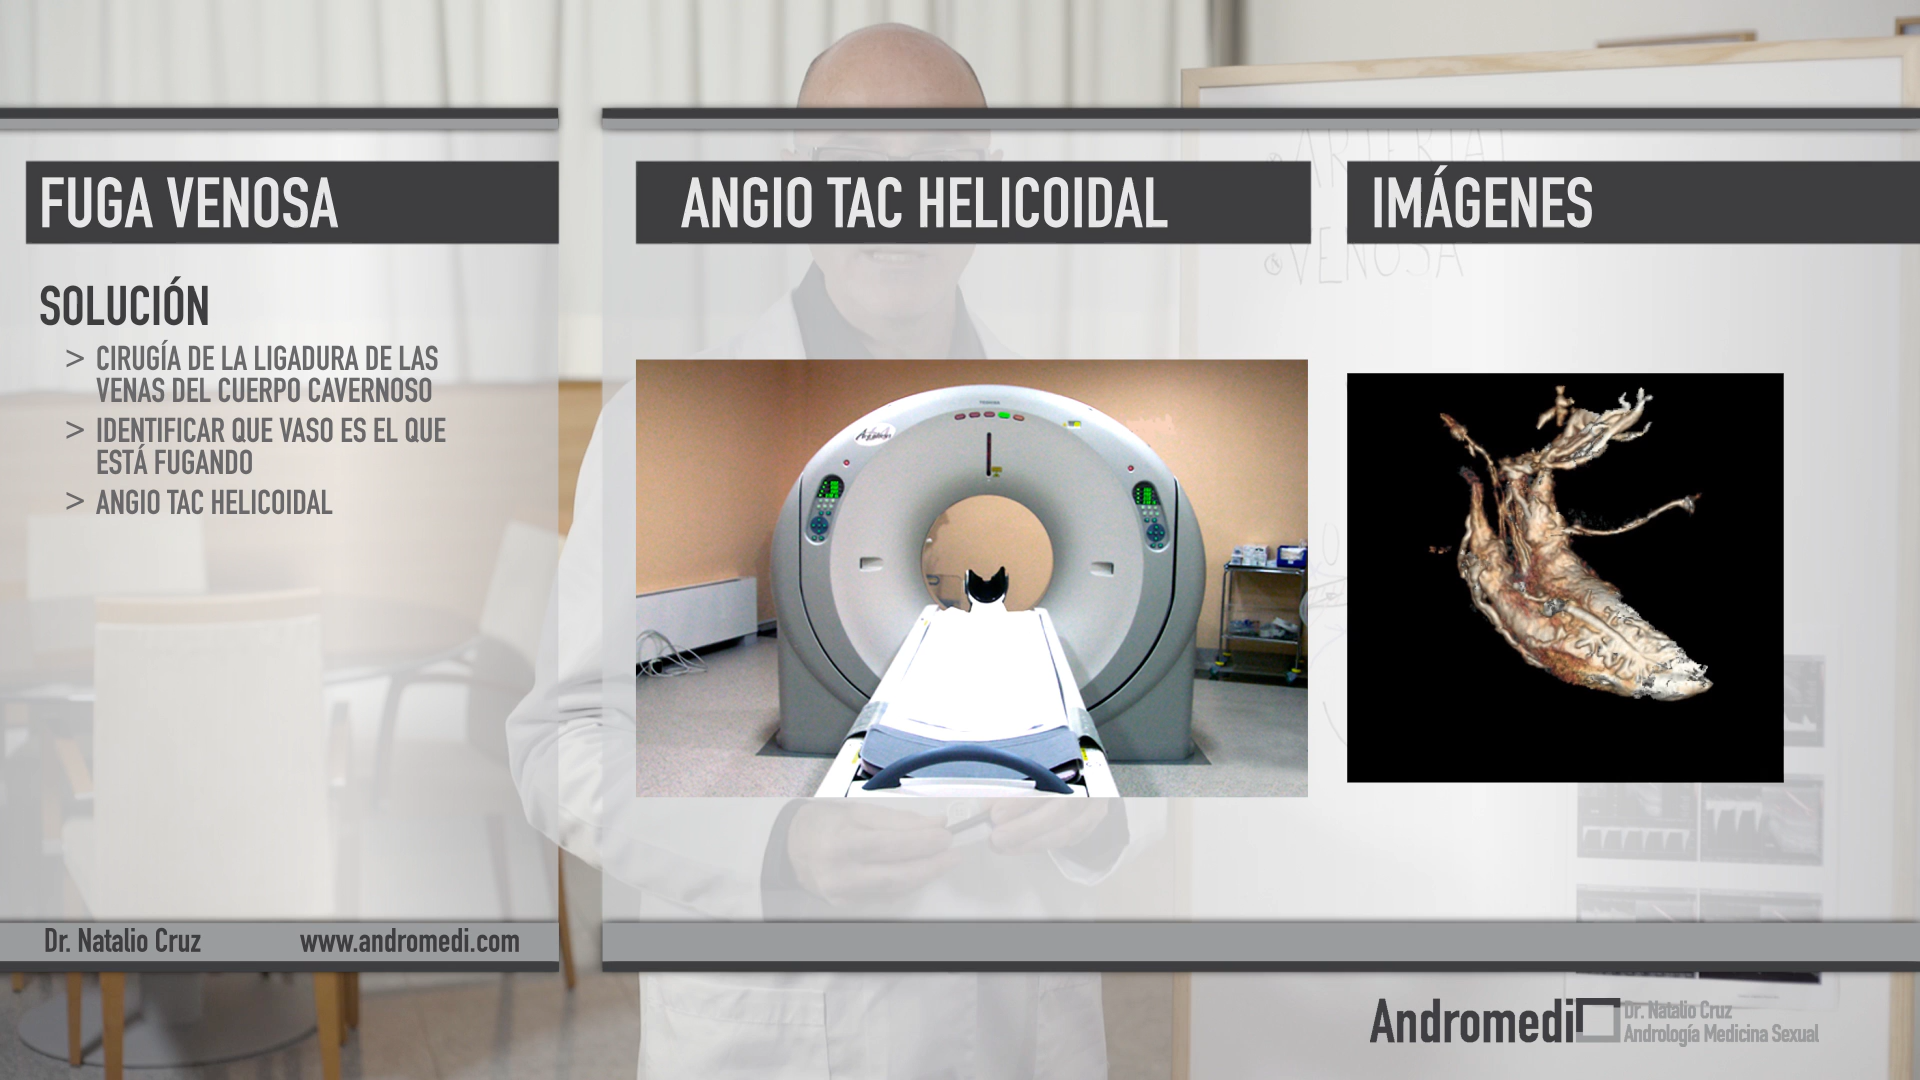 FUGA VENOSA
SOLUCIÓN
> CIRUGÍA DE LA LIGADURA DE LAS
VENAS DEL CUERPO CAVERNOSO
> IDENTIFICAR QUE VASO ES EL QUE
ESTÁ FUGANDO
> ANGIO TAC HELICOIDAL
Dr. Natalio Cruz
www.andromedi.com
ANGIO TAC HELICOIDAL
IMÁGENES
ARTERIAL
VENOSA
Andromedi
Dr. Natalio Cruz
Andrología Medicina Sexual